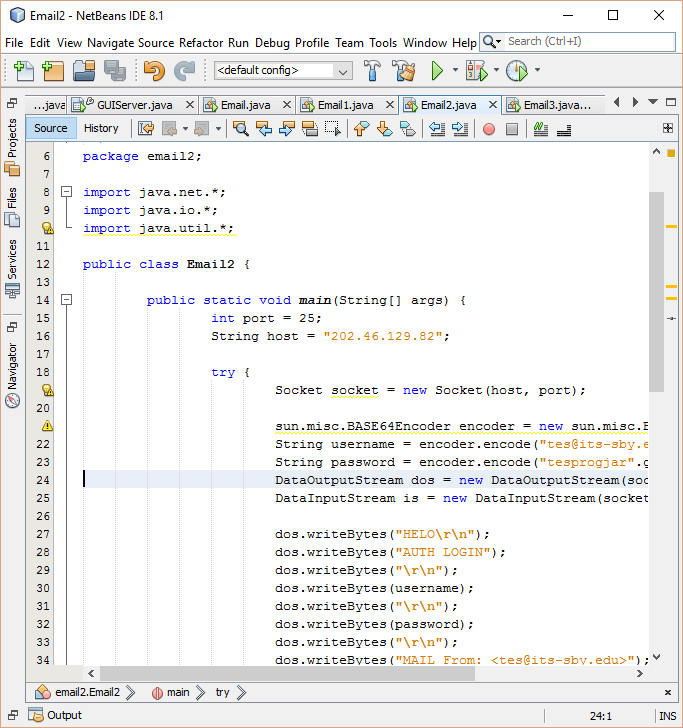 Email2 - NetBeans IDE 8.1
File Edit View Navigate Source Refactor Run Debug Profile Team Tools Window Help Search (Ctrl+I)
<default config>
...java GUIServer.java Email.java Email1.java Email2.java Email3.java...
Source History
Projects
Files
Services
Navigator
6 package email2;
7
8 import java.net.*;
9 import java.io.*;
import java.util.*;
11
12 public class Email2 {
13
14 public static void main(String[] args) {
15 int port = 25;
16 String host = "202.46.129.82";
17
18 try {
Socket socket = new Socket(host, port);
20
sun.misc.BASE64Encoder encoder = new sun.misc.B
22 String username = encoder.encode("tes@its-sby.e
23 String password = encoder.encode("tesprogjar".g
24 DataOutputStream dos = new DataOutputStream(soc
25 DataInputStream is = new DataInputStream(socket
26
27 dos.writeBytes("HELO\r\n");
28 dos.writeBytes("AUTH LOGIN");
29 dos.writeBytes("\r\n");
30 dos.writeBytes(username);
31 dos.writeBytes("\r\n");
32 dos.writeBytes(password);
33 dos.writeBytes("\r\n");
34 dos.writeBytes("MAIL From: <tes@its-sby.edu>");
email2.Email2 main try
Output 24:1 INS